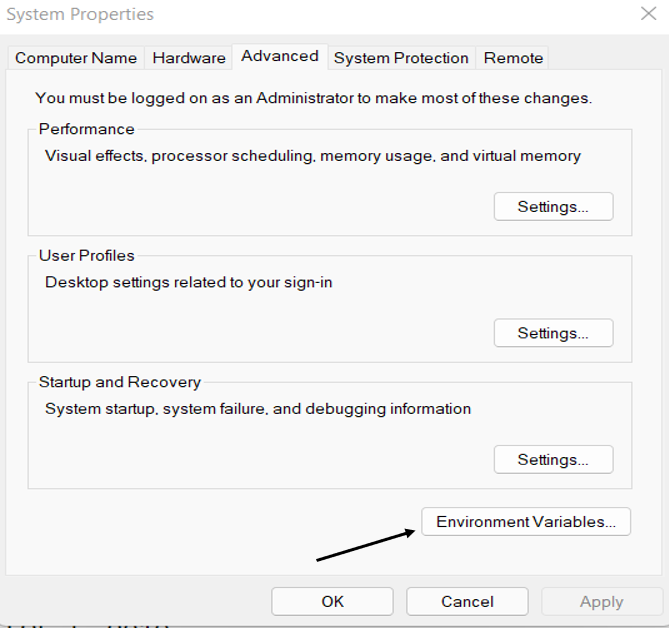 System Properties
Computer Name Hardware Advanced System Protection Remote
You must be logged on as an Administrator to make most of these changes.
Performance
Visual effects, processor scheduling, memory usage, and virtual memory
Settings...
User Profiles
Desktop settings related to your sign-in
Settings...
Startup and Recovery
System startup, system failure, and debugging information
Settings...
Environment Variables...
OK Cancel Apply